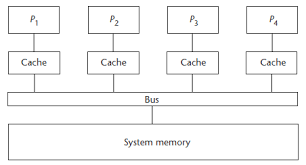 P1 P2 P3 P4
Cache Cache Cache Cache
Bus
System memory